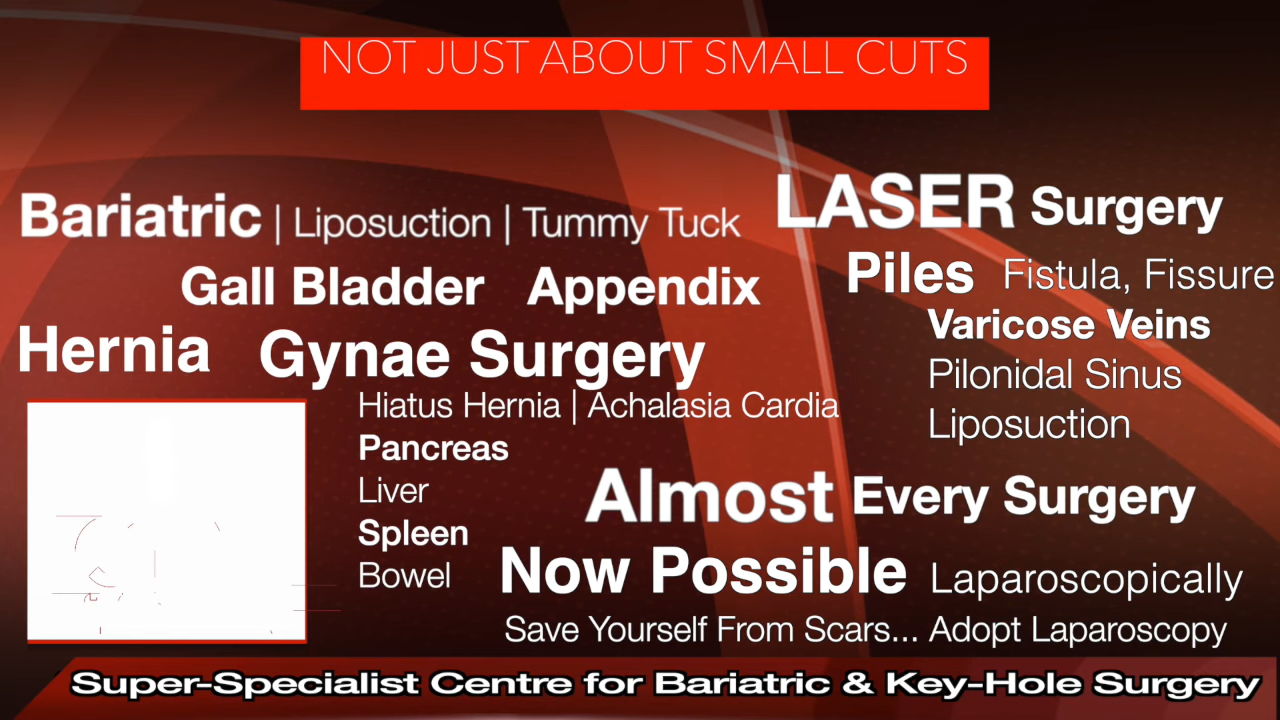 NOT JUST ABOUT SMALL CUTS
Bariatric | Liposuction | Tummy Tuck
Gall Bladder Appendix
Hernia Gynae Surgery
Hiatus Hernia | Achalasia Cardia
Pancreas
Liver
Spleen
Bowel
LASER Surgery
Piles Fistula, Fissure
Varicose Veins
Pilonidal Sinus
Liposuction
Almost Every Surgery
Now Possible Laparoscopically
Save Yourself From Scars... Adopt Laparoscopy
Super-Specialist Centre for Bariatric & Key-Hole Surgery